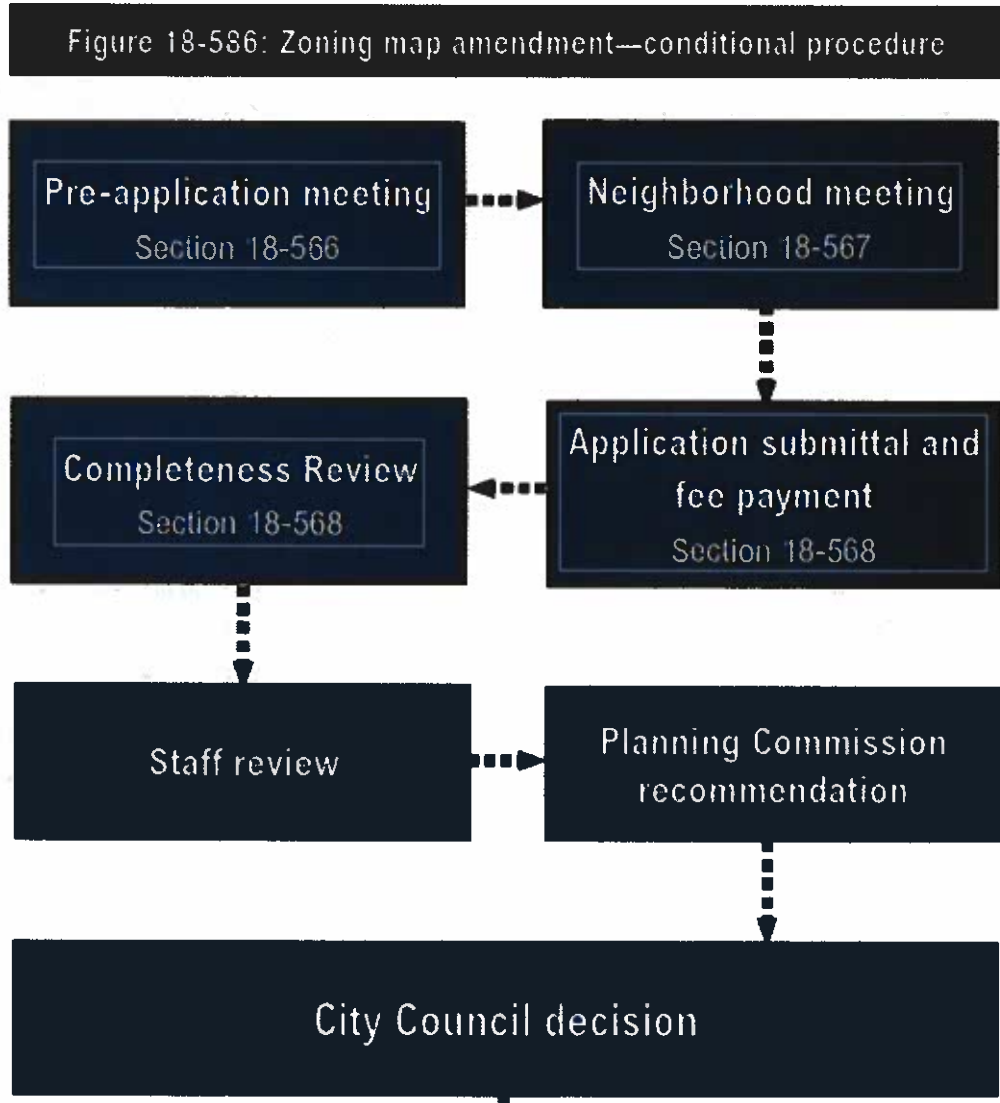 Figure 18-586: Zoning map amendment—conditional procedure
Pre-application meeting
Section 18-566
Neighborhood meeting
Section 18-567
Application submittal and
fee payment
Section 18-568
Completeness Review
Section 18-568
Staff review
Planning Commission
recommendation
City Council decision